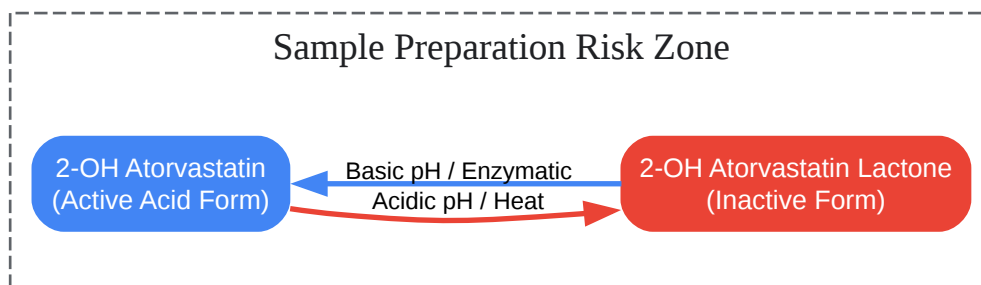 Sample Preparation Risk Zone
2-OH Atorvastatin
(Active Acid Form)
Basic pH / Enzymatic
Acidic pH / Heat
2-OH Atorvastatin Lactone
(Inactive Form)